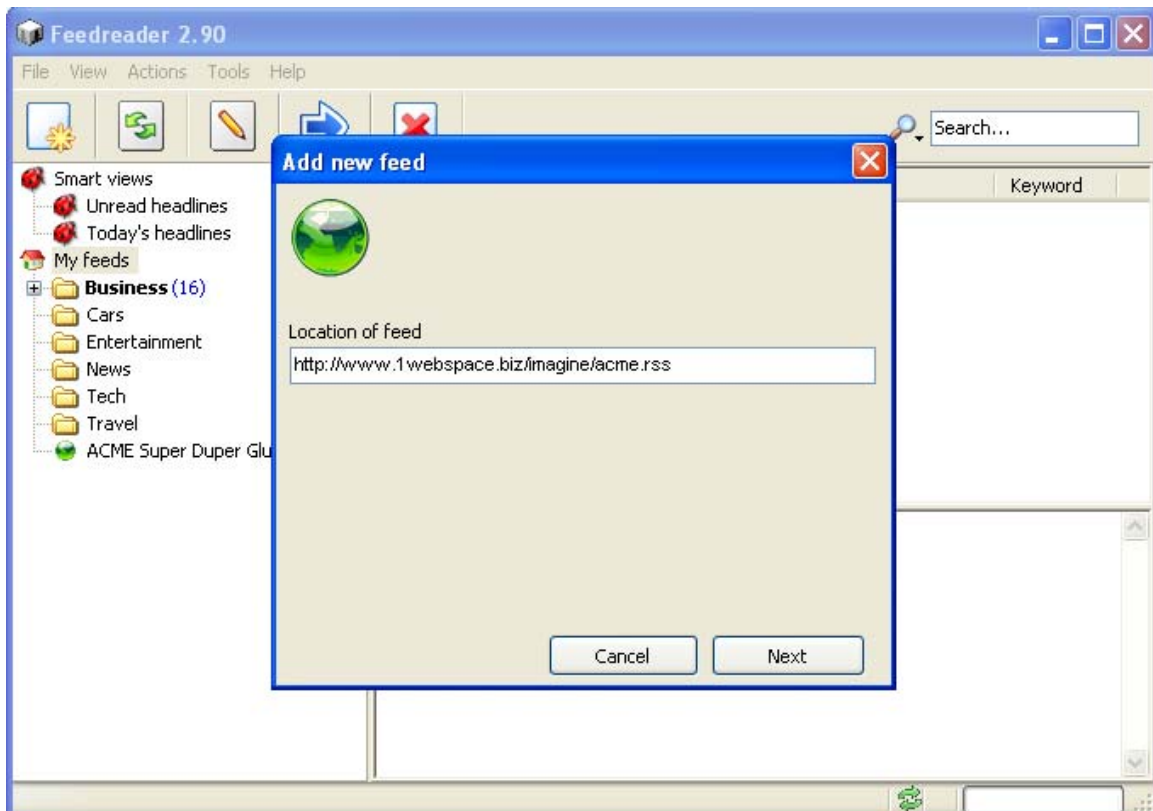 Feedreader 2.90
File View Actions Tools Help
Search...
Add new feed
Keyword
Smart views
Unread headlines
Today's headlines
My feeds
Business (16)
Cars
Entertainment
News
Tech
Travel
ACME Super Duper Glu
Location of feed
http://www.1webspace.biz/imagine/acme.rss
Cancel Next